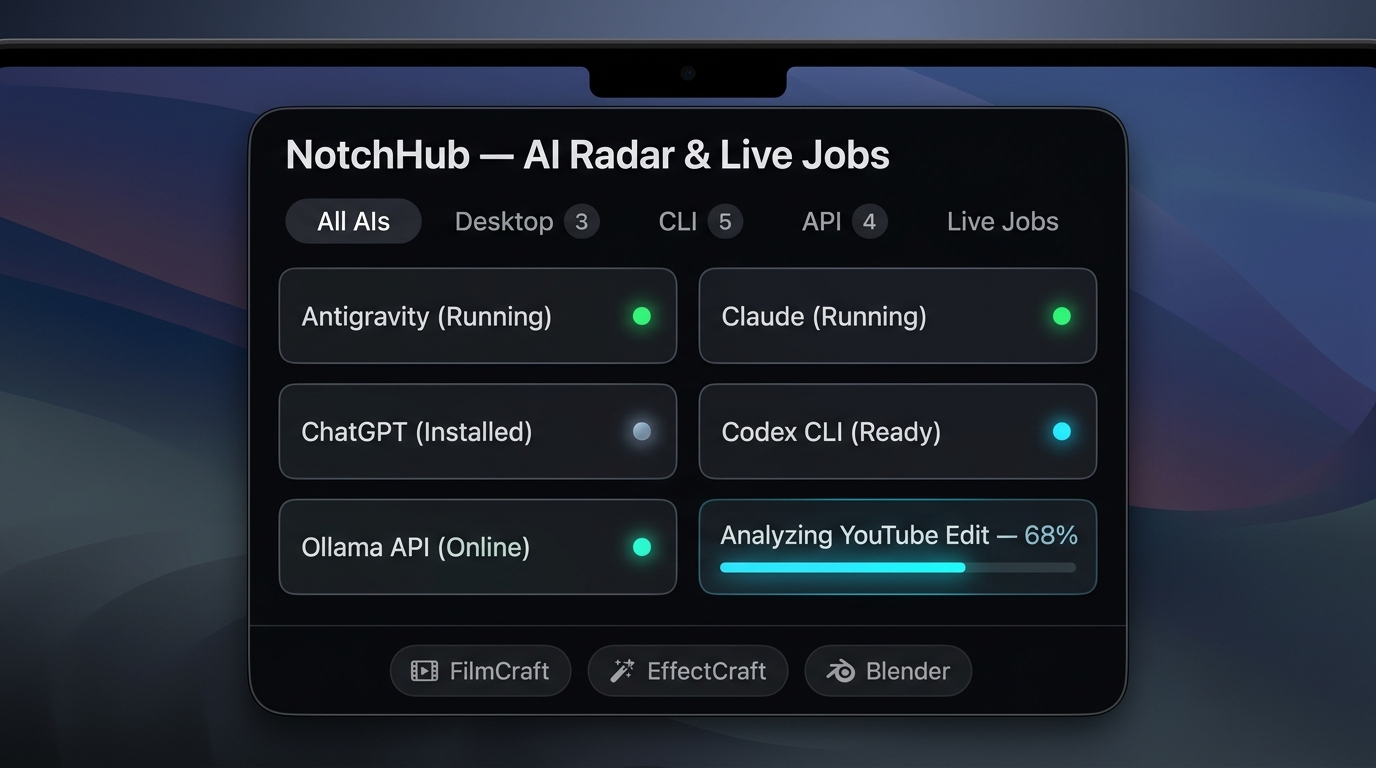 NotchHub — AI Radar & Live Jobs
All AIs Desktop 3 CLI 5 API 4 Live Jobs
Antigravity (Running)
Claude (Running)
ChatGPT (Installed)
Codex CLI (Ready)
Ollama API (Online)
Analyzing YouTube Edit — 68%
FilmCraft EffectCraft Blender